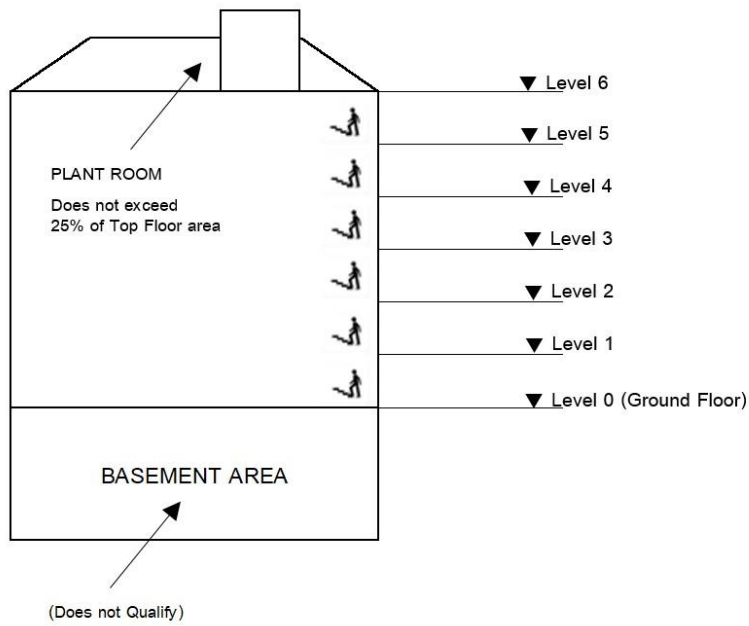 Level 6
Level 5
PLANT ROOM
Does not exceed
25% of Top Floor area
Level 4
Level 3
Level 2
Level 1
Level 0 (Ground Floor)
BASEMENT AREA
(Does not Qualify)